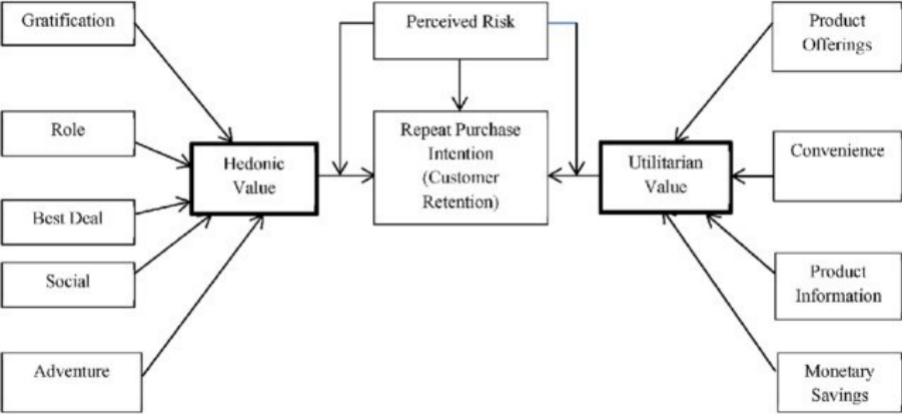 Gratification
Role
Best Deal
Social
Adventure
Hedonic
Value
Perceived Risk
Repeat Purchase
Intention
(Customer
Retention)
Utilitarian
Value
Product
Offerings
Convenience
Product
Information
Monetary
Savings